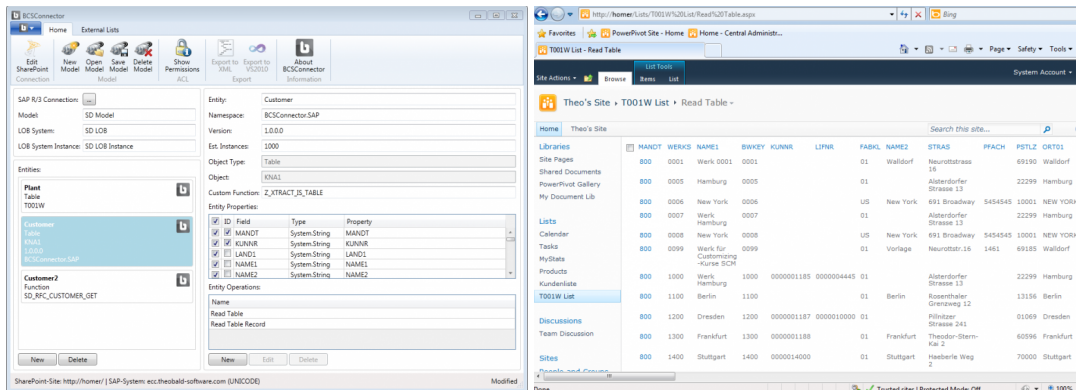 BCSConnector
Home External Lists
Edit SharePoint
New Model
Open Model
Save Model
Delete Model
Show Permissions
Export to XML
Export to VS2010
About BCSConnector
Connection Model ACL Export Information
SAP R/3 Connection: ...
Model: SD Model
LOB System: SD LOB
LOB System Instance: SD LOB Instance
Entities:
Plant
Table
T001W
Customer
Table
KNA1
1.0.0.0
BCSConnector.SAP
Customer2
Function
SD_RFC_CUSTOMER_GET
New Delete
Entity: Customer
Namespace: BCSConnector.SAP
Version: 1.0.0.0
Est. Instances: 1000
Object Type: Table
Object: KNA1
Custom Function: Z_XTRACT_IS_TABLE
Entity Properties:
ID Field Type Property
MANDT System.String MANDT
KUNNR System.String KUNNR
LAND1 System.String LAND1
NAME1 System.String NAME1
NAME2 System.String NAME2
Entity Operations:
Name
Read Table
Read Table Record
New Edit Delete
SharePoint-Site: http://homer/ | SAP-System: ecc.theobald-software.com (UNICODE) Modified
http://homer/Lists/T001W%20List/Read%20Table.aspx
Bing
Favorites PowerPivot Site - Home Home - Central Administr...
T001W List - Read Table
Page Safety Tools
List Tools
Site Actions Browse Items List
System Account
Theo's Site T001W List Read Table
Home Theo's Site
Search this site...
Libraries
Site Pages
Shared Documents
PowerPivot Gallery
My Document Lib
Lists
Calendar
Tasks
MyStats
Products
Kundenliste
T001W List
Discussions
Team Discussion
Sites
People and Groups
MANDT WERKS NAME1 BWKEY KUNNR LIFNR FABKL NAME2 STRAS PFACH PSTLZ ORT01
800 0001 Werk 0001 0001 01 Walldorf Neurottstrass 16 69190 Walldorf
800 0005 Hamburg 0005 01 Alsterdorfer Strasse 13 22299 Hamburg
800 0006 New York 0006 US New York 691 Broadway 5454545 10001 NEW YORK
800 0007 Werk Hamburg 0007 01 Alsterdorfer Strasse 13 22299 Hamburg
800 0008 New York 0008 US New York 691 Broadway 5454545 10001 NEW YORK
800 0099 Werk für Customizing -Kurse SCM 0099 01 Vorlage Neurottstr.16 1461 69185 Walldorf
800 1000 Werk Hamburg 1000 0000001185 0000004445 01 Alsterdorfer Strasse 13 22299 Hamburg
800 1100 Berlin 1100 01 Berlin Rosenthaler Grenzweg 12 13156 Berlin
800 1200 Dresden 1200 0000001187 0000010000 01 Pillnitzer Strasse 241 01069 Dresden
800 1300 Frankfurt 1300 0000001188 01 Frankfurt Theodor-Stern-Kai 2 60596 Frankfurt
800 1400 Stuttgart 1400 0000014000 01 Stuttgart Haeberle Weg 2 70000 Stuttgart
Done
Trusted sites | Protected Mode: Off 100%